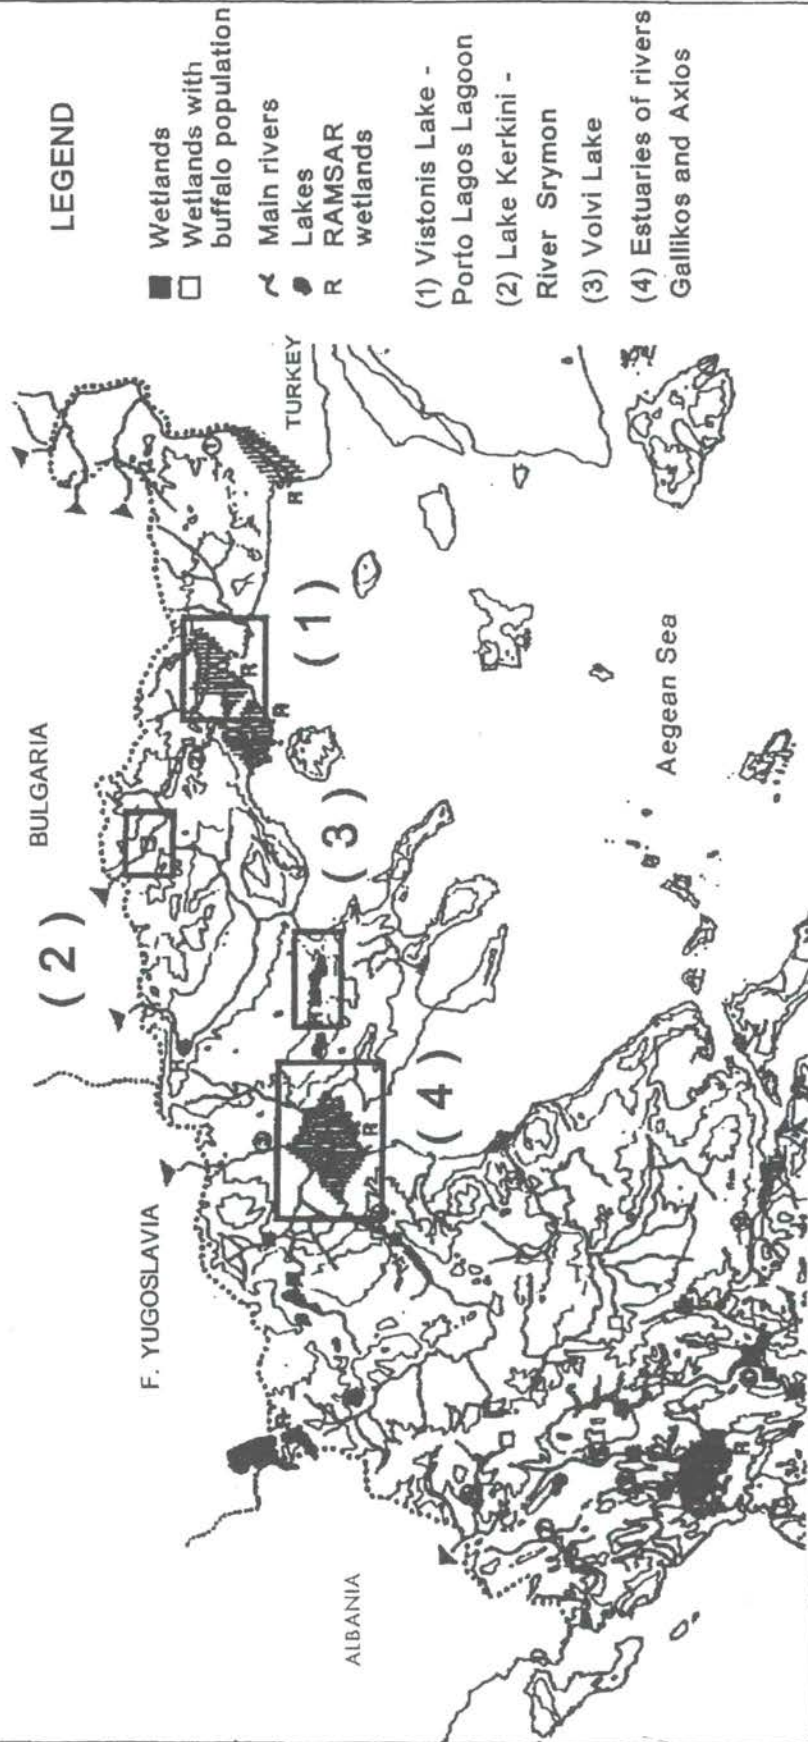 LEGEND
Wetlands
Wetlands with
buffalo population
Main rivers
Lakes
R RAMSAR
wetlands
(1) Vistonis Lake -
Porto Lagos Lagoon
(2) Lake Kerkini -
River Srymon
(3) Volvi Lake
(4) Estuaries of rivers
Gallikos and Axios
BULGARIA
F. YUGOSLAVIA
ALBANIA
TURKEY
Aegean Sea
(1)
(2)
(3)
(4)
R
R
R
R
R
R